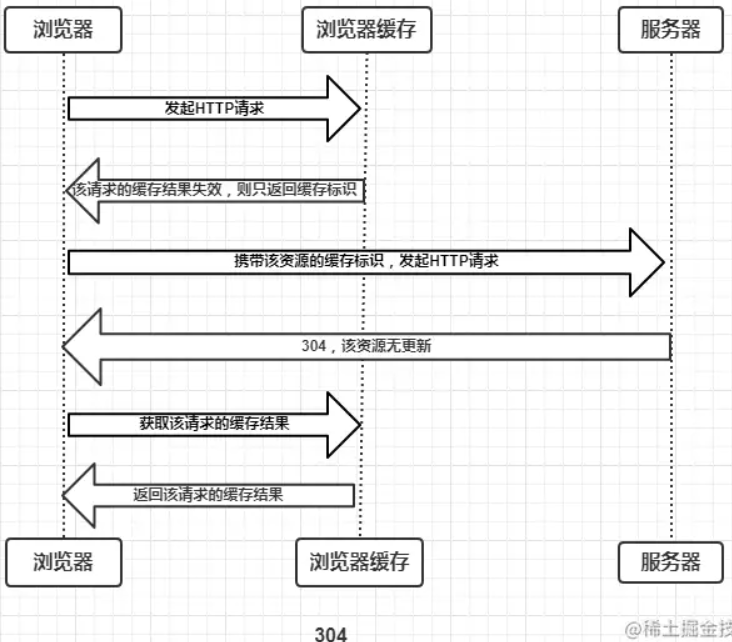 浏览器 浏览器缓存 服务器
发起HTTP请求
该请求的缓存结果失效，则只返回缓存标识
携带该资源的缓存标识，发起HTTP请求
304，该资源无更新
获取该请求的缓存结果
返回该请求的缓存结果
浏览器 浏览器缓存 服务器
304
@稀土掘金技